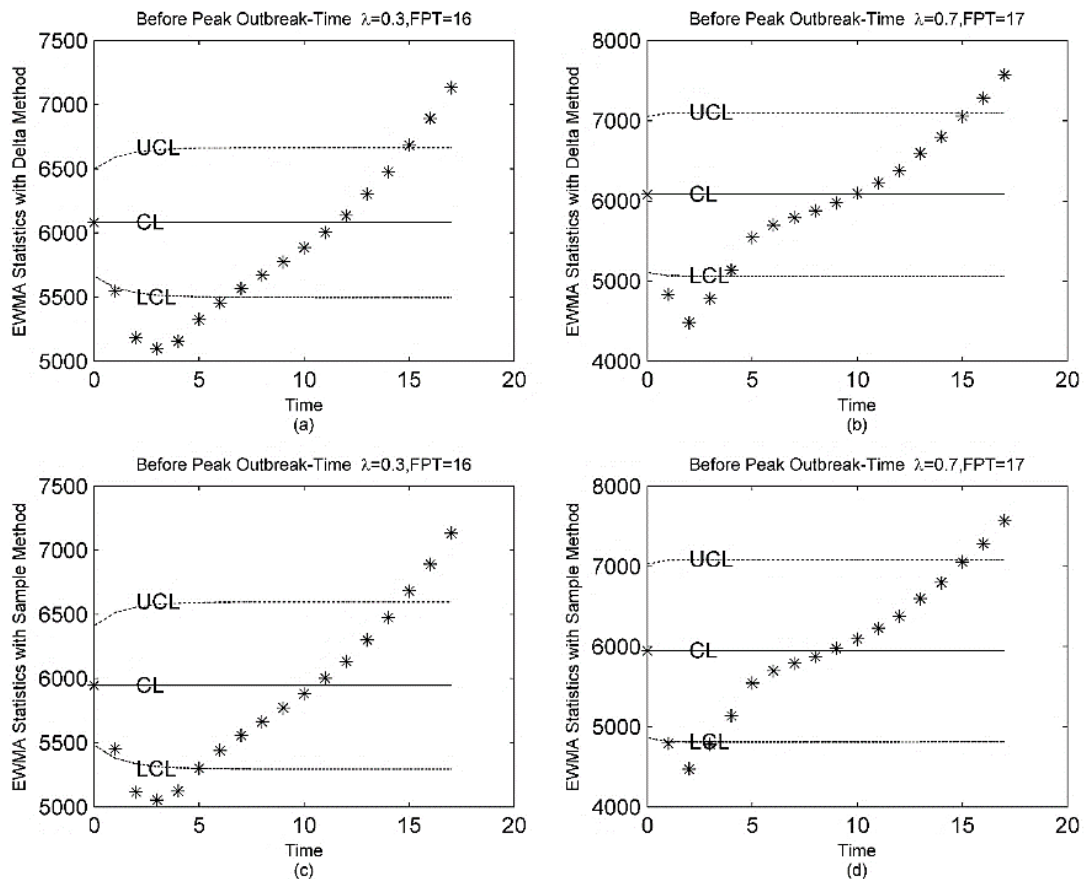 Before Peak Outbreak-Time λ=0.3,FPT=16
7500
7000
6500
6000
5500
5000
EWMA Statistics with Delta Method
UCL
CL
LCL
0 5 10 15 20
Time
(a)
Before Peak Outbreak-Time λ=0.7,FPT=17
8000
7000
6000
5000
4000
EWMA Statistics with Delta Method
UCL
CL
LCL
0 5 10 15 20
Time
(b)
Before Peak Outbreak-Time λ=0.3,FPT=16
7500
7000
6500
6000
5500
5000
EWMA Statistics with Sample Method
UCL
CL
LCL
0 5 10 15 20
Time
(c)
Before Peak Outbreak-Time λ=0.7,FPT=17
8000
7000
6000
5000
4000
EWMA Statistics with Sample Method
UCL
CL
LCL
0 5 10 15 20
Time
(d)